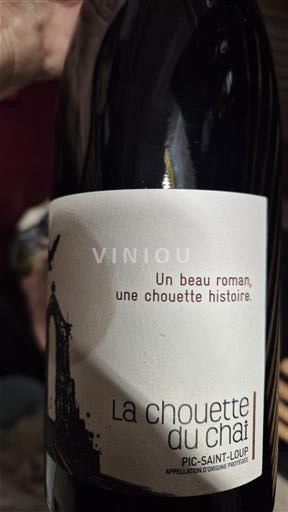 VINIOU
Un beau roman,
une chouette histoire.
La chouette
du chai
PIC-SAINT-LOUP
APPELLATION D'ORIGINE PROTÉGÉE